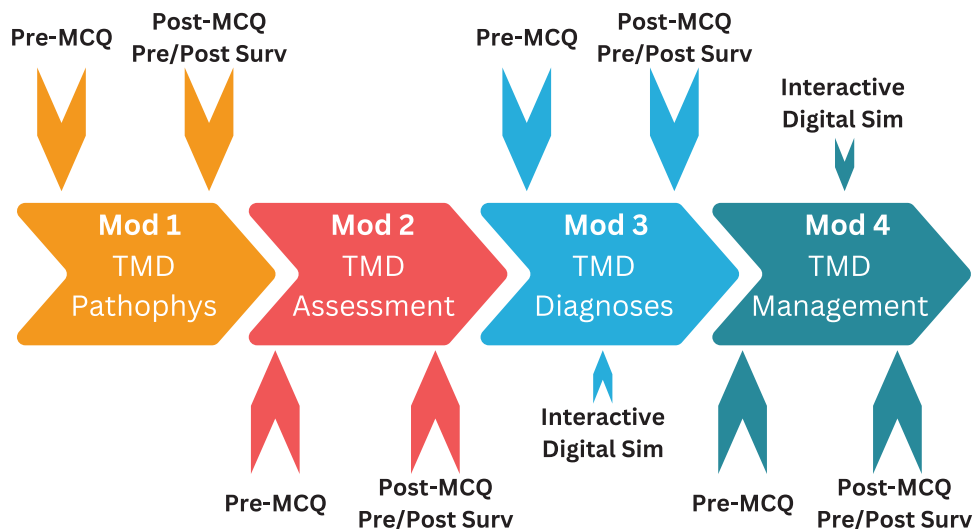 Pre-MCQ
Post-MCQ
Pre/Post Surv
Pre-MCQ
Post-MCQ
Pre/Post Surv
Interactive
Digital Sim
Mod 1
TMD
Pathophys
Mod 2
TMD
Assessment
Mod 3
TMD
Diagnoses
Mod 4
TMD
Management
Pre-MCQ
Post-MCQ
Pre/Post Surv
Interactive
Digital Sim
Pre-MCQ
Post-MCQ
Pre/Post Surv